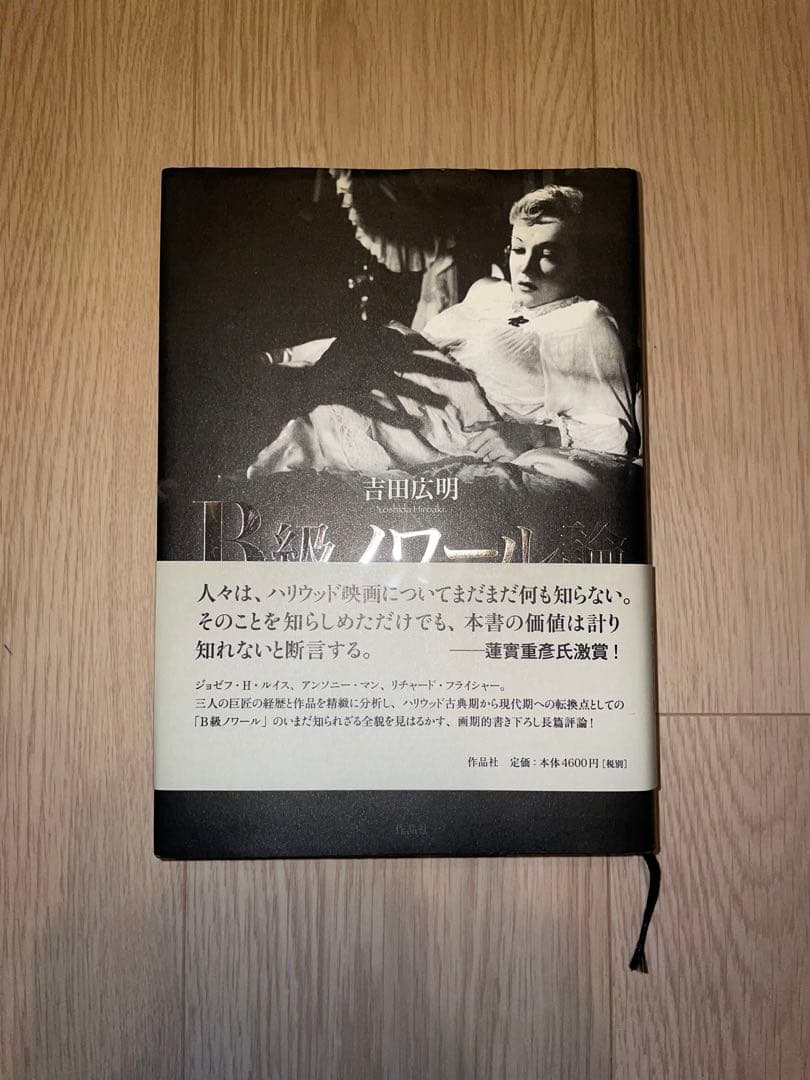 吉田広明
Yoshida Hiroaki
B級ノワール論
人々は、ハリウッド映画についてまだまだ何も知らない。
そのことを知らしめただけでも、本書の価値は計り
知れないと断言する。 ――蓮實重彥氏激賞！
ジョゼフ・H・ルイス、アンソニー・マン、リチャード・フライシャー。
三人の巨匠の経歴と作品を精緻に分析し、ハリウッド古典期から現代期への転換点としての
「B級ノワール」のいまだ知られざる全貌を見はるかす、画期的書き下ろし長篇評論！
作品社 定価：本体4600円［税別］
作品社